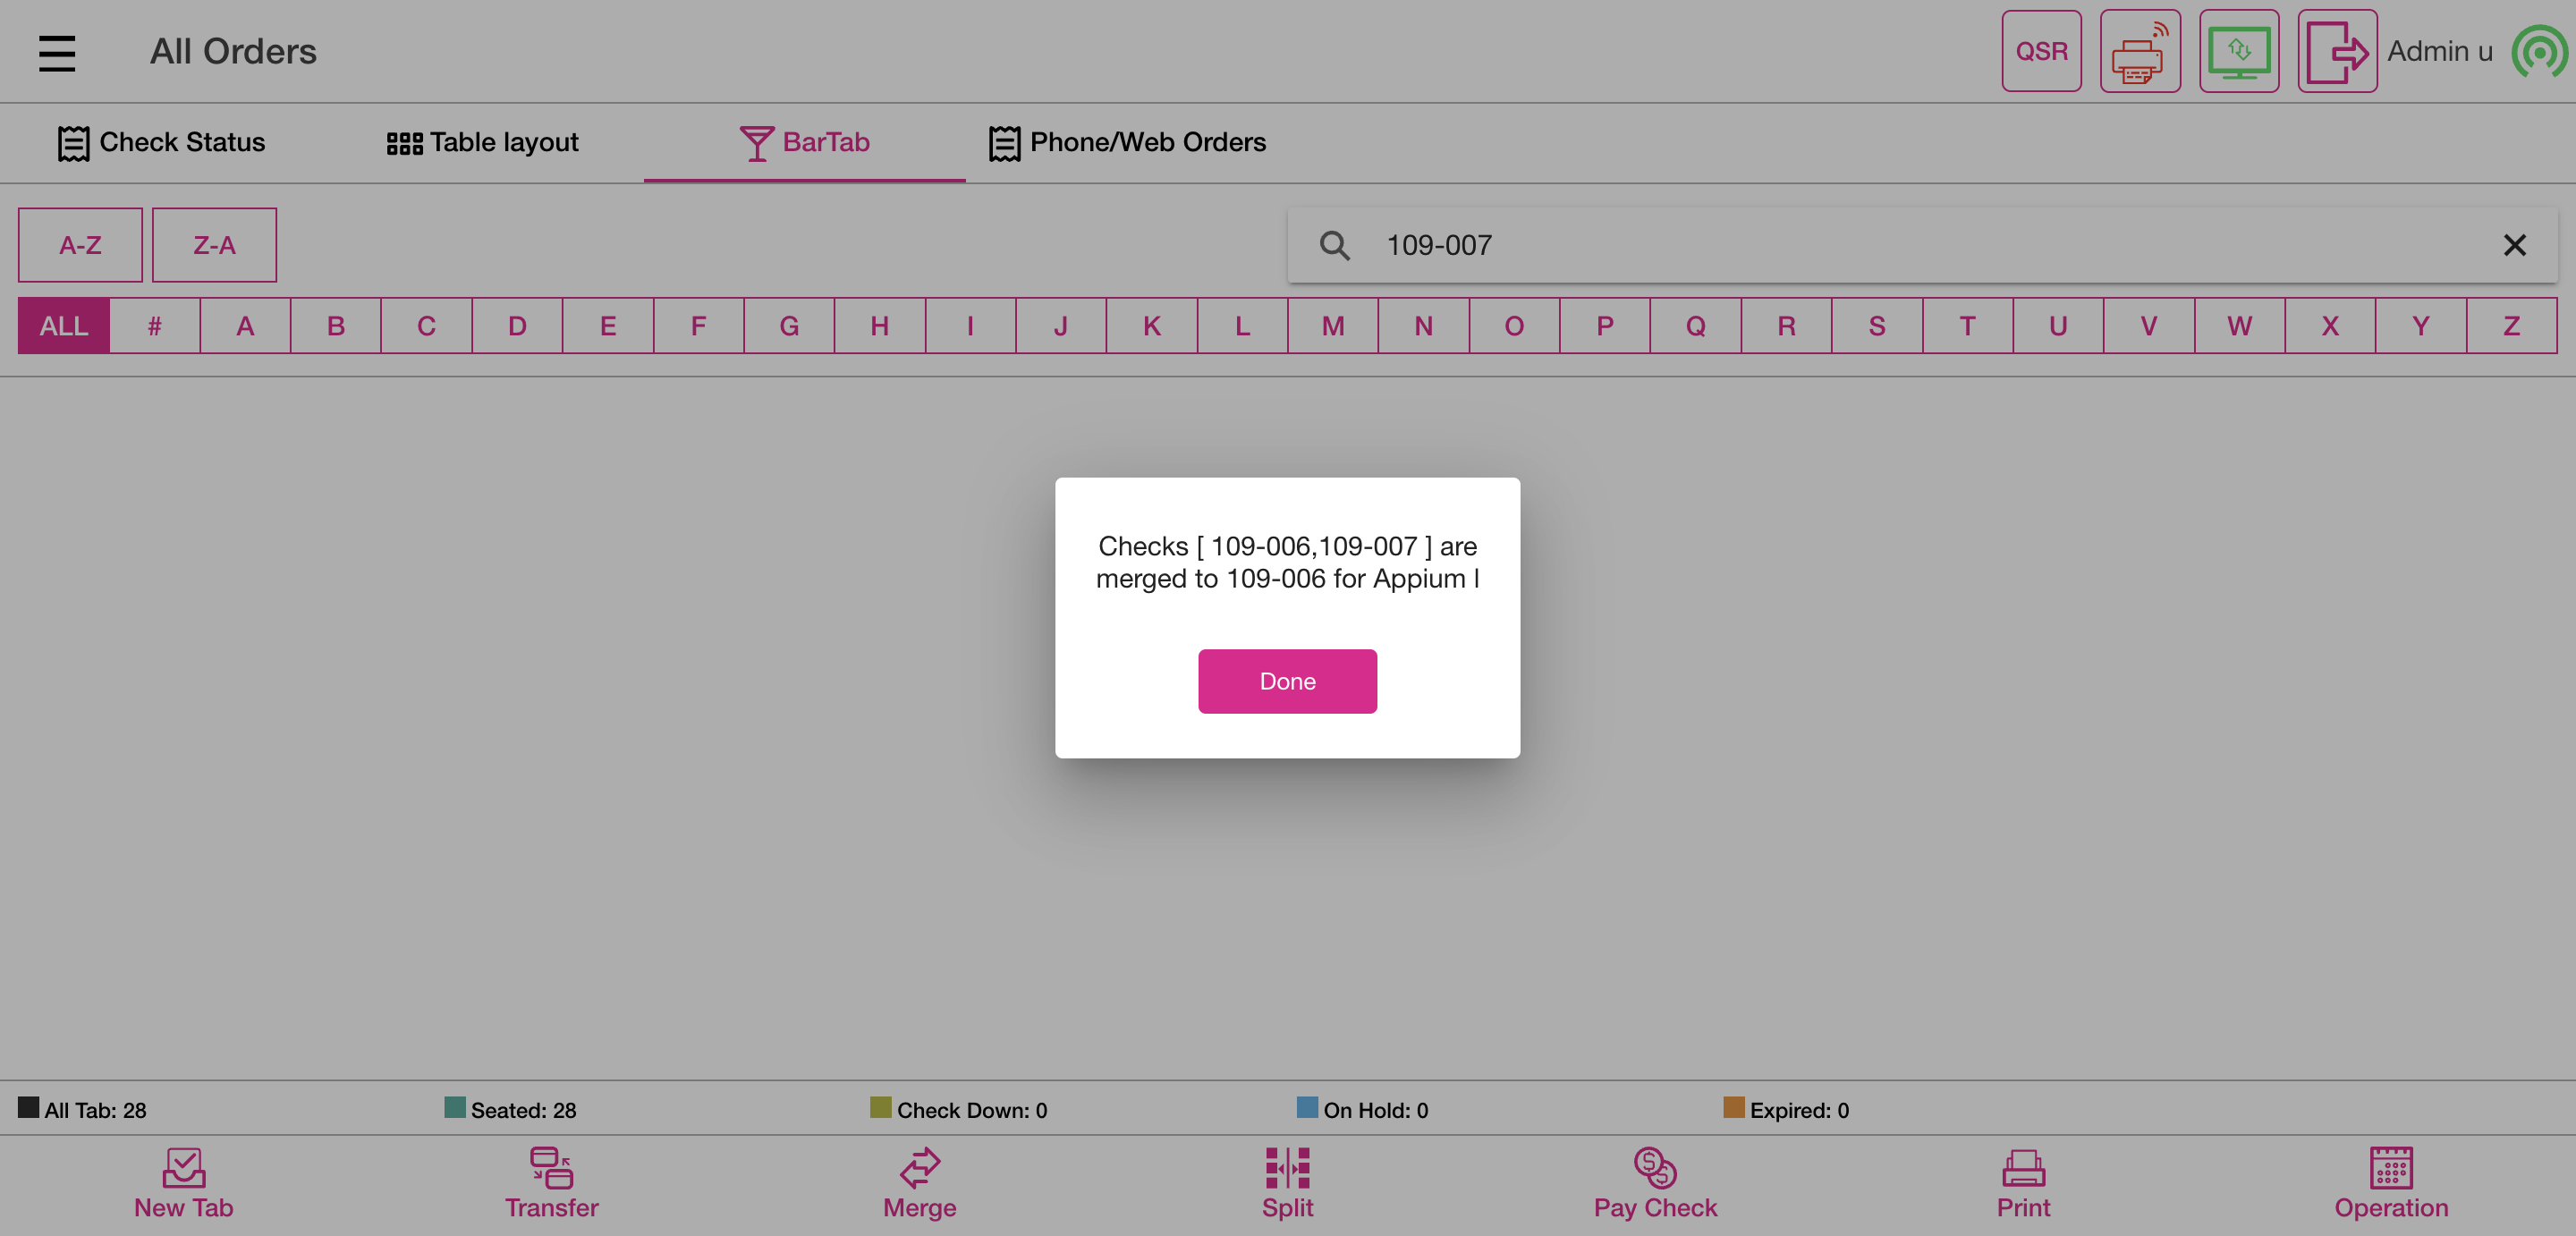 All Orders
QSR
Admin u
Check Status
Table layout
BarTab
Phone/Web Orders
A-Z
Z-A
109-007
ALL # A B C D E F G H I J K L M N O P Q R S T U V W X Y Z
Checks [ 109-006,109-007 ] are
merged to 109-006 for Appium l
Done
All Tab: 28
Seated: 28
Check Down: 0
On Hold: 0
Expired: 0
New Tab
Transfer
Merge
Split
Pay Check
Print
Operation